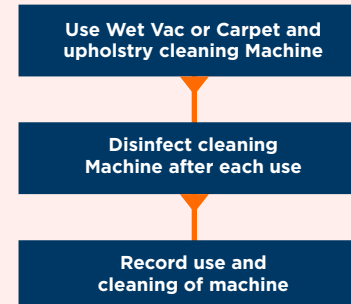 Use Wet Vac or Carpet and
upholstry cleaning Machine
Disinfect cleaning
Machine after each use
Record use and
cleaning of machine